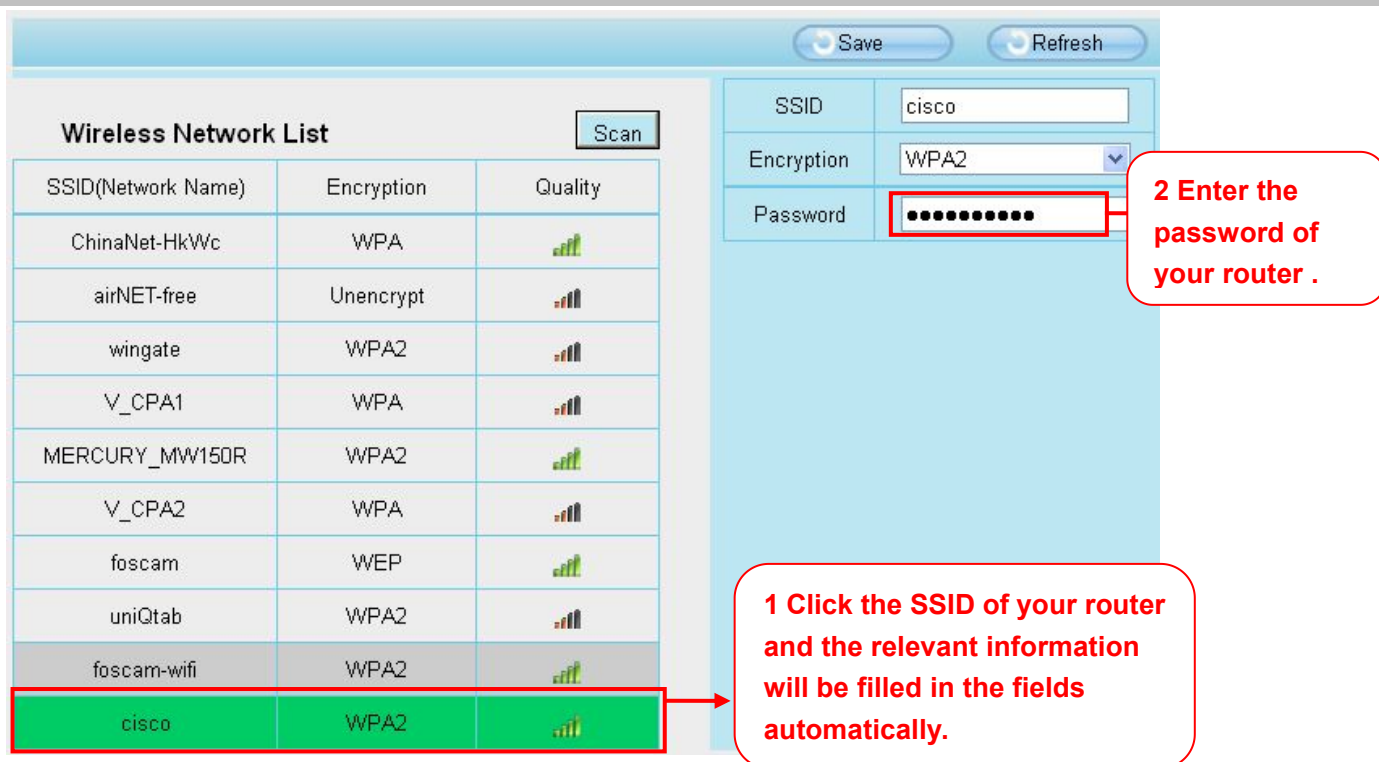 Save Refresh
Wireless Network List Scan
SSID(Network Name) Encryption Quality
ChinaNet-HkWc WPA
airNET-free Unencrypt
wingate WPA2
V_CPA1 WPA
MERCURY_MW150R WPA2
V_CPA2 WPA
foscam WEP
uniQtab WPA2
foscam-wifi WPA2
cisco WPA2
SSID cisco
Encryption WPA2
Password ●●●●●●●●●●
2 Enter the
password of
your router .
1 Click the SSID of your router
and the relevant information
will be filled in the fields
automatically.